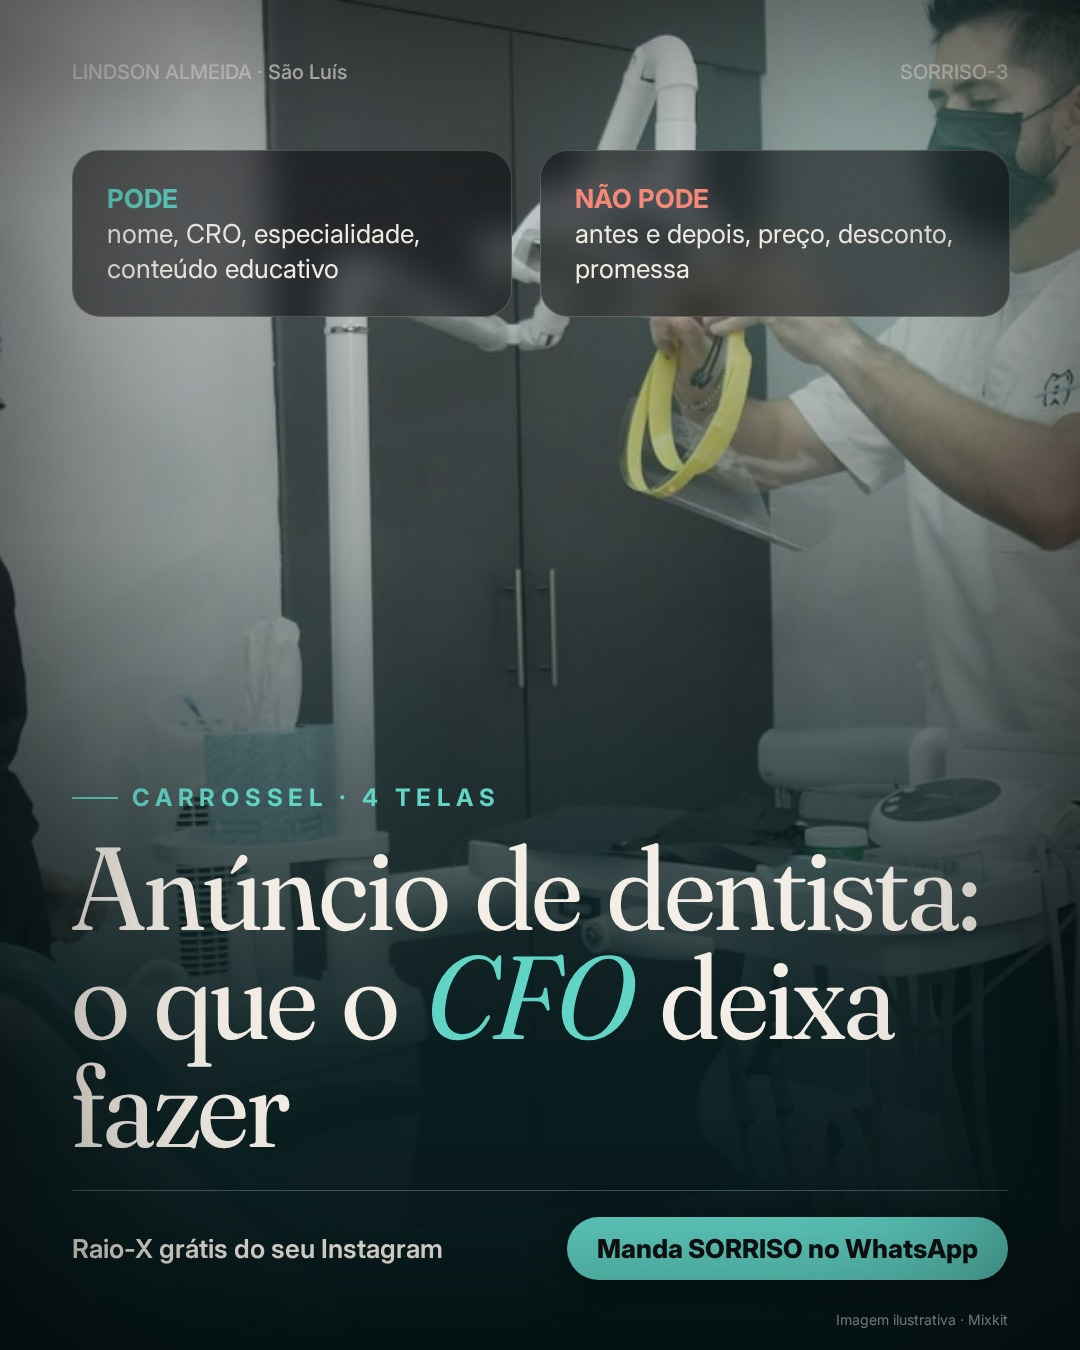 LINDSON ALMEIDA · São Luís
SORRISO-3
PODE
nome, CRO, especialidade,
conteúdo educativo
NÃO PODE
antes e depois, preço, desconto,
promessa
CARROSSEL · 4 TELAS
Anúncio de dentista:
o que o CFO deixa
fazer
Raio-X grátis do seu Instagram
Manda SORRISO no WhatsApp
Imagem ilustrativa · Mixkit